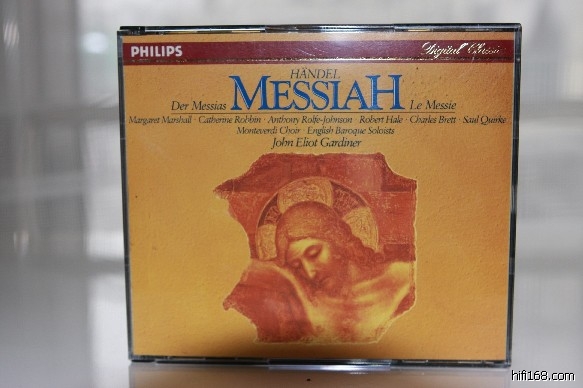 PHILIPS
Digital Classics
HÄNDEL
Der Messias MESSIAH Le Messie
Margaret Marshall · Catherine Robbin · Anthony Rolfe-Johnson · Robert Hale · Charles Brett · Saul Quirke
Monteverdi Choir · English Baroque Soloists
John Eliot Gardiner
hifi168.com